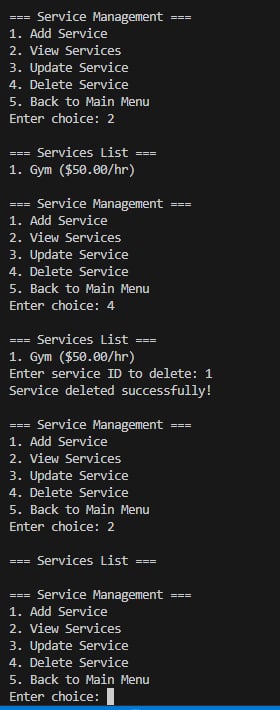 === Service Management ===
1. Add Service
2. View Services
3. Update Service
4. Delete Service
5. Back to Main Menu
Enter choice: 2

=== Services List ===
1. Gym ($50.00/hr)

=== Service Management ===
1. Add Service
2. View Services
3. Update Service
4. Delete Service
5. Back to Main Menu
Enter choice: 4

=== Services List ===
1. Gym ($50.00/hr)
Enter service ID to delete: 1
Service deleted successfully!

=== Service Management ===
1. Add Service
2. View Services
3. Update Service
4. Delete Service
5. Back to Main Menu
Enter choice: 2

=== Services List ===

=== Service Management ===
1. Add Service
2. View Services
3. Update Service
4. Delete Service
5. Back to Main Menu
Enter choice: